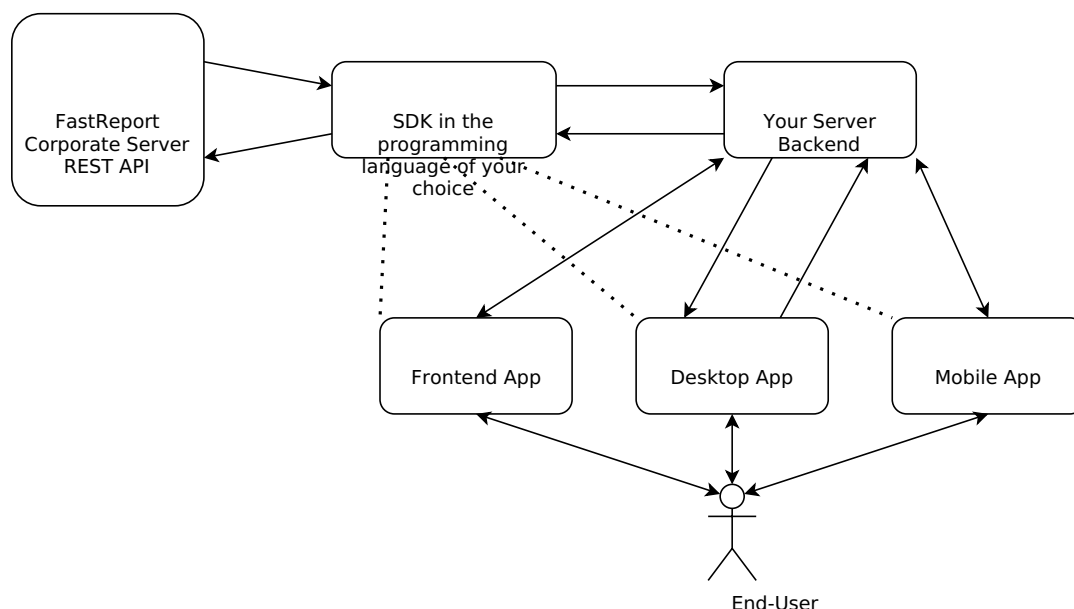 FastReport
Corporate Server
REST API
SDK in the
programming
language of your
choice
Your Server
Backend
Frontend App
Desktop App
Mobile App
End-User